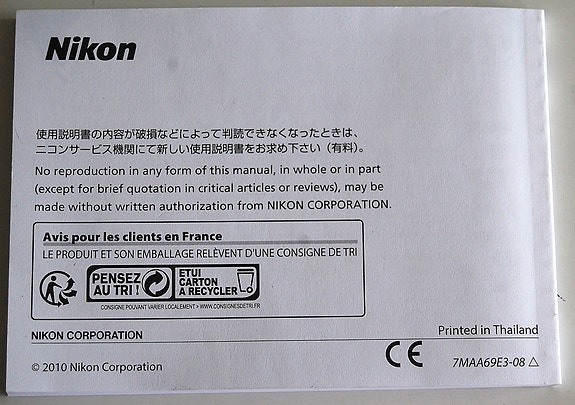 Nikon
使用説明書の内容が破損などによって判読できなくなったときは、
ニコンサービス機関にて新しい使用説明書をお求め下さい（有料）。
No reproduction in any form of this manual, in whole or in part
(except for brief quotation in critical articles or reviews), may be
made without written authorization from NIKON CORPORATION.
Avis pour les clients en France
LE PRODUIT ET SON EMBALLAGE RELÈVENT D'UNE CONSIGNE DE TRI
PENSEZ
AU TRI !
ETUI
CARTON
A RECYCLER
CONSIGNE POUVANT VARIER LOCALEMENT > WWW.CONSIGNESDETRI.FR
NIKON CORPORATION
Printed in Thailand
© 2010 Nikon Corporation
CE
7MAA69E3-08 △